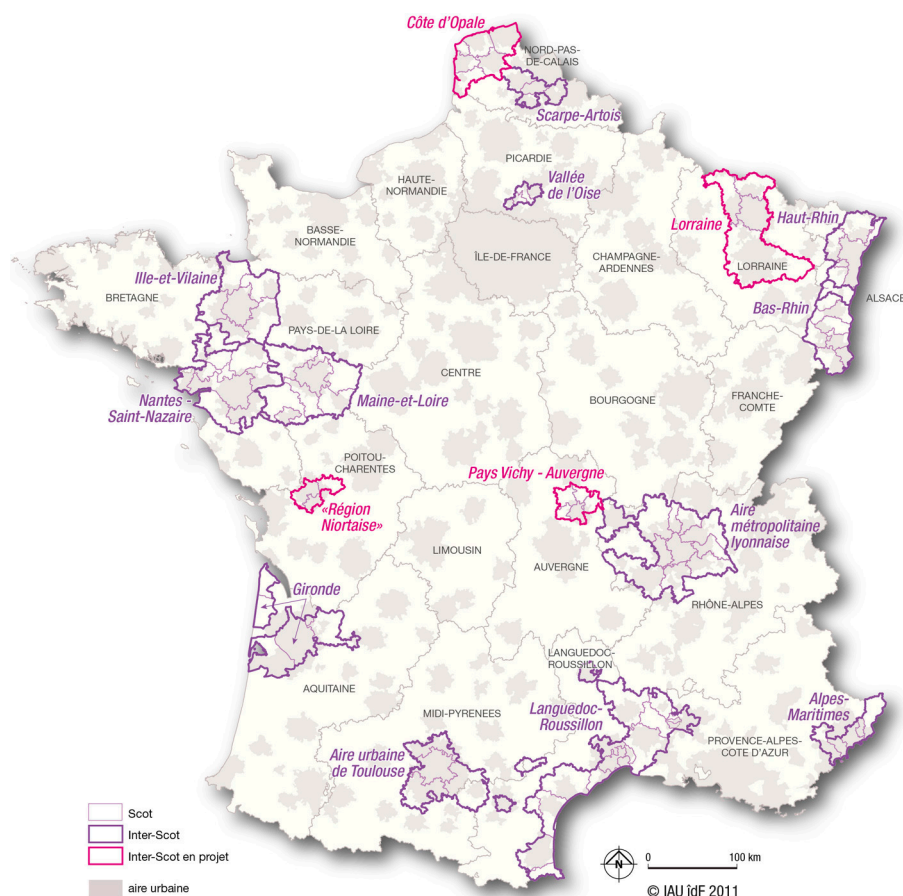 Côte d'Opale
NORD-PAS-
DE-CALAIS
Scarpe-Artois
PICARDIE
Vallée
de l'Oise
HAUTE-
NORMANDIE
BASSE-
NORMANDIE
ÎLE-DE-FRANCE
CHAMPAGNE-
ARDENNES
Lorraine
LORRAINE
Haut-Rhin
ALSACE
Bas-Rhin
Ille-et-Vilaine
BRETAGNE
PAYS-DE-LA LOIRE
CENTRE
BOURGOGNE
FRANCHE-
COMTE
Nantes -
Saint-Nazaire
Maine-et-Loire
POITOU-
CHARENTES
«Région
Niortaise»
Pays Vichy - Auvergne
Aire
métropolitaine
lyonnaise
LIMOUSIN
AUVERGNE
RHÔNE-ALPES
Gironde
AQUITAINE
LANGUEDOC-
ROUSSILLON
MIDI-PYRENEES
Languedoc-
Roussillon
Alpes-
Maritimes
PROVENCE-ALPES-
COTE D'AZUR
Aire urbaine
de Toulouse
Scot
Inter-Scot
Inter-Scot en projet
aire urbaine
N
0 100 km
© IAU îdF 2011